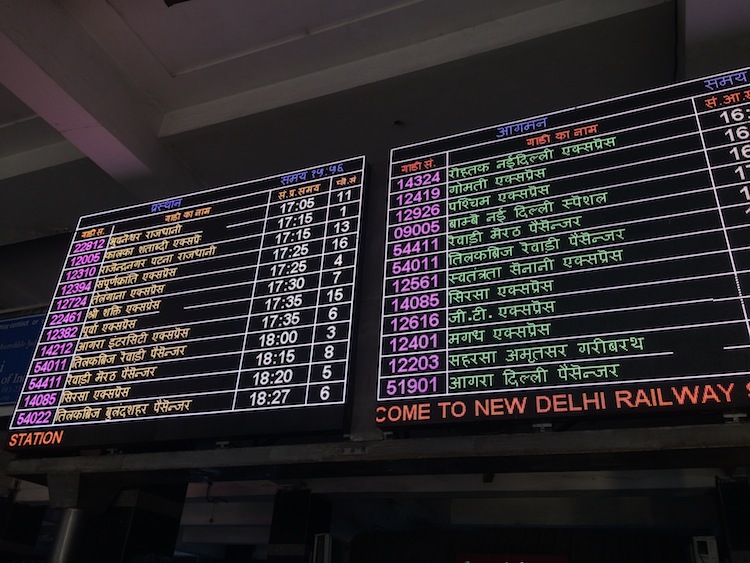 प्रस्थान समय १५:५६
गाडी सं. गाडी का नाम सं.प्र.समय प्ले.सं
22812 भुवनेश्वर राजधानी 17:05 11
12005 कालका शताब्दी एक्सप्रे 17:15 1
12310 राजेन्द्रनगर पटना राजधानी 17:15 13
12394 संपूर्णक्रांति एक्सप्रेस 17:25 16
12724 तेलंगाना एक्सप्रेस 17:25 4
22461 श्री शक्ति एक्सप्रेस 17:30 7
12382 पूर्वा एक्सप्रेस 17:35 15
14212 आगरा इंटरसिटी एक्सप्रेस 17:35 6
54011 तिलकब्रिज रेवाड़ी पैसेन्जर 18:00 3
54411 रेवाड़ी मेरठ पैसेन्जर 18:15 8
14085 सिरसा एक्सप्रेस 18:20 5
54022 तिलकब्रिज बुलंदशहर पैसेन्जर 18:27 6
STATION
आगमन समय
गाडी सं. गाडी का नाम सं.आ.
14324 रोहतक नईदिल्ली एक्सप्रेस 16
12419 गोमती एक्सप्रेस 16
12926 पश्चिम एक्सप्रेस 16
09005 बाम्बे नई दिल्ली स्पेशल
54411 रेवाड़ी मेरठ पैसेन्जर
54011 तिलकब्रिज रेवाड़ी पैसेन्जर
12561 स्वतंत्रता सेनानी एक्सप्रेस
14085 सिरसा एक्सप्रेस
12616 जी.टी. एक्सप्रेस
12401 मगध एक्सप्रेस
12203 सहरसा अमृतसर गरीबरथ
51901 आगरा दिल्ली पैसेन्जर
COME TO NEW DELHI RAILWAY S